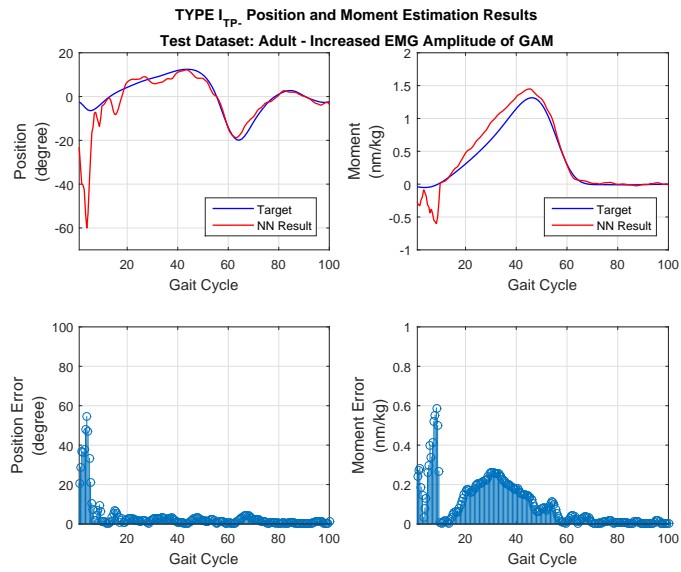 TYPE I_TP- Position and Moment Estimation Results
Test Dataset: Adult - Increased EMG Amplitude of GAM
20
0
-20
-40
-60
Position
(degree)
Target
NN Result
20 40 60 80 100
Gait Cycle
2
1.5
1
0.5
0
-0.5
-1
Moment
(nm/kg)
Target
NN Result
20 40 60 80 100
Gait Cycle
100
80
60
40
20
0
Position Error
(degree)
20 40 60 80 100
Gait Cycle
1
0.8
0.6
0.4
0.2
0
Moment Error
(nm/kg)
20 40 60 80 100
Gait Cycle